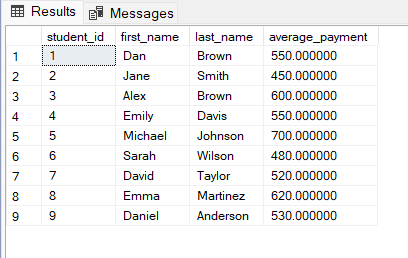 Results Messages
student_id first_name last_name average_payment
1 1 Dan Brown 550.000000
2 2 Jane Smith 450.000000
3 3 Alex Brown 600.000000
4 4 Emily Davis 550.000000
5 5 Michael Johnson 700.000000
6 6 Sarah Wilson 480.000000
7 7 David Taylor 520.000000
8 8 Emma Martinez 620.000000
9 9 Daniel Anderson 530.000000